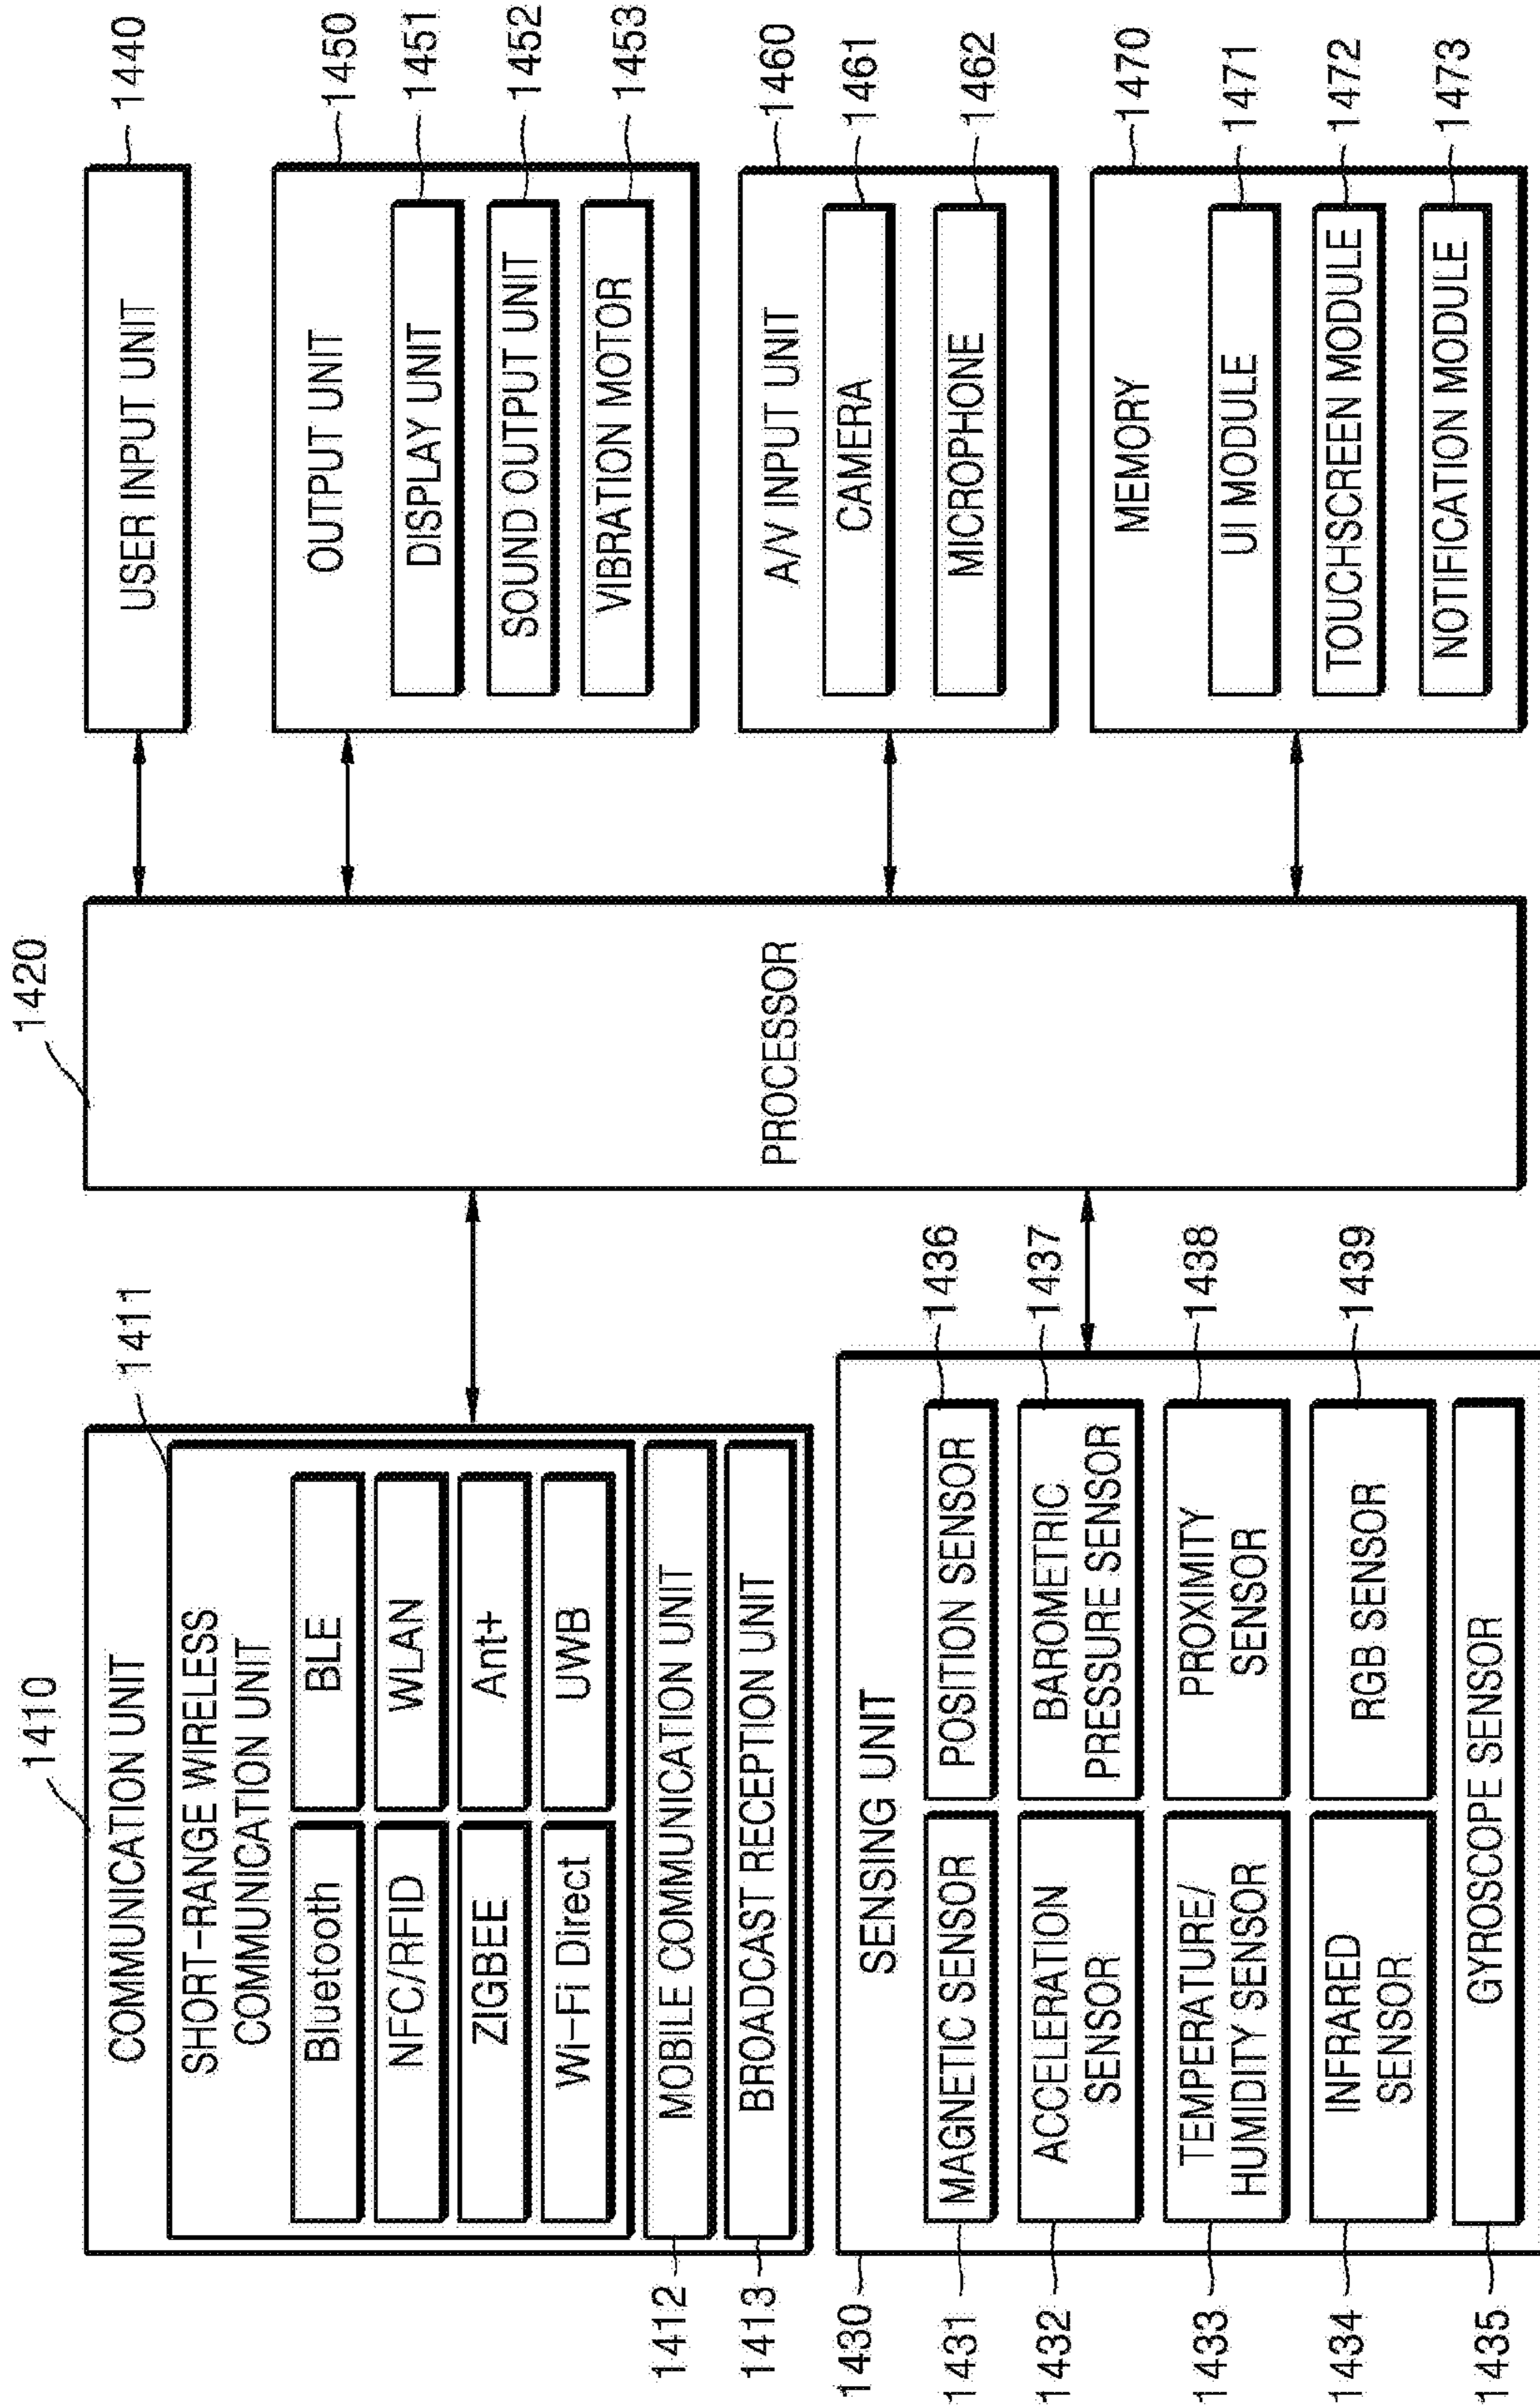 1410
COMMUNICATION UNIT
1411
SHORT-RANGE WIRELESS
COMMUNICATION UNIT
Bluetooth
BLE
NFC/RFID
WLAN
ZIGBEE
Ant+
Wi-Fi Direct
UWB
1412
MOBILE COMMUNICATION UNIT
1413
BROADCAST RECEPTION UNIT
1430
SENSING UNIT
1431
MAGNETIC SENSOR
POSITION SENSOR
1436
1432
ACCELERATION
SENSOR
BAROMETRIC
PRESSURE SENSOR
1437
1433
TEMPERATURE/
HUMIDITY SENSOR
PROXIMITY
SENSOR
1438
1434
INFRARED
SENSOR
RGB SENSOR
1439
1435
GYROSCOPE SENSOR
1420
PROCESSOR
USER INPUT UNIT
1440
OUTPUT UNIT
1450
DISPLAY UNIT
1451
SOUND OUTPUT UNIT
1452
VIBRATION MOTOR
1453
A/V INPUT UNIT
1460
CAMERA
1461
MICROPHONE
1462
MEMORY
1470
UI MODULE
1471
TOUCHSCREEN MODULE
1472
NOTIFICATION MODULE
1473